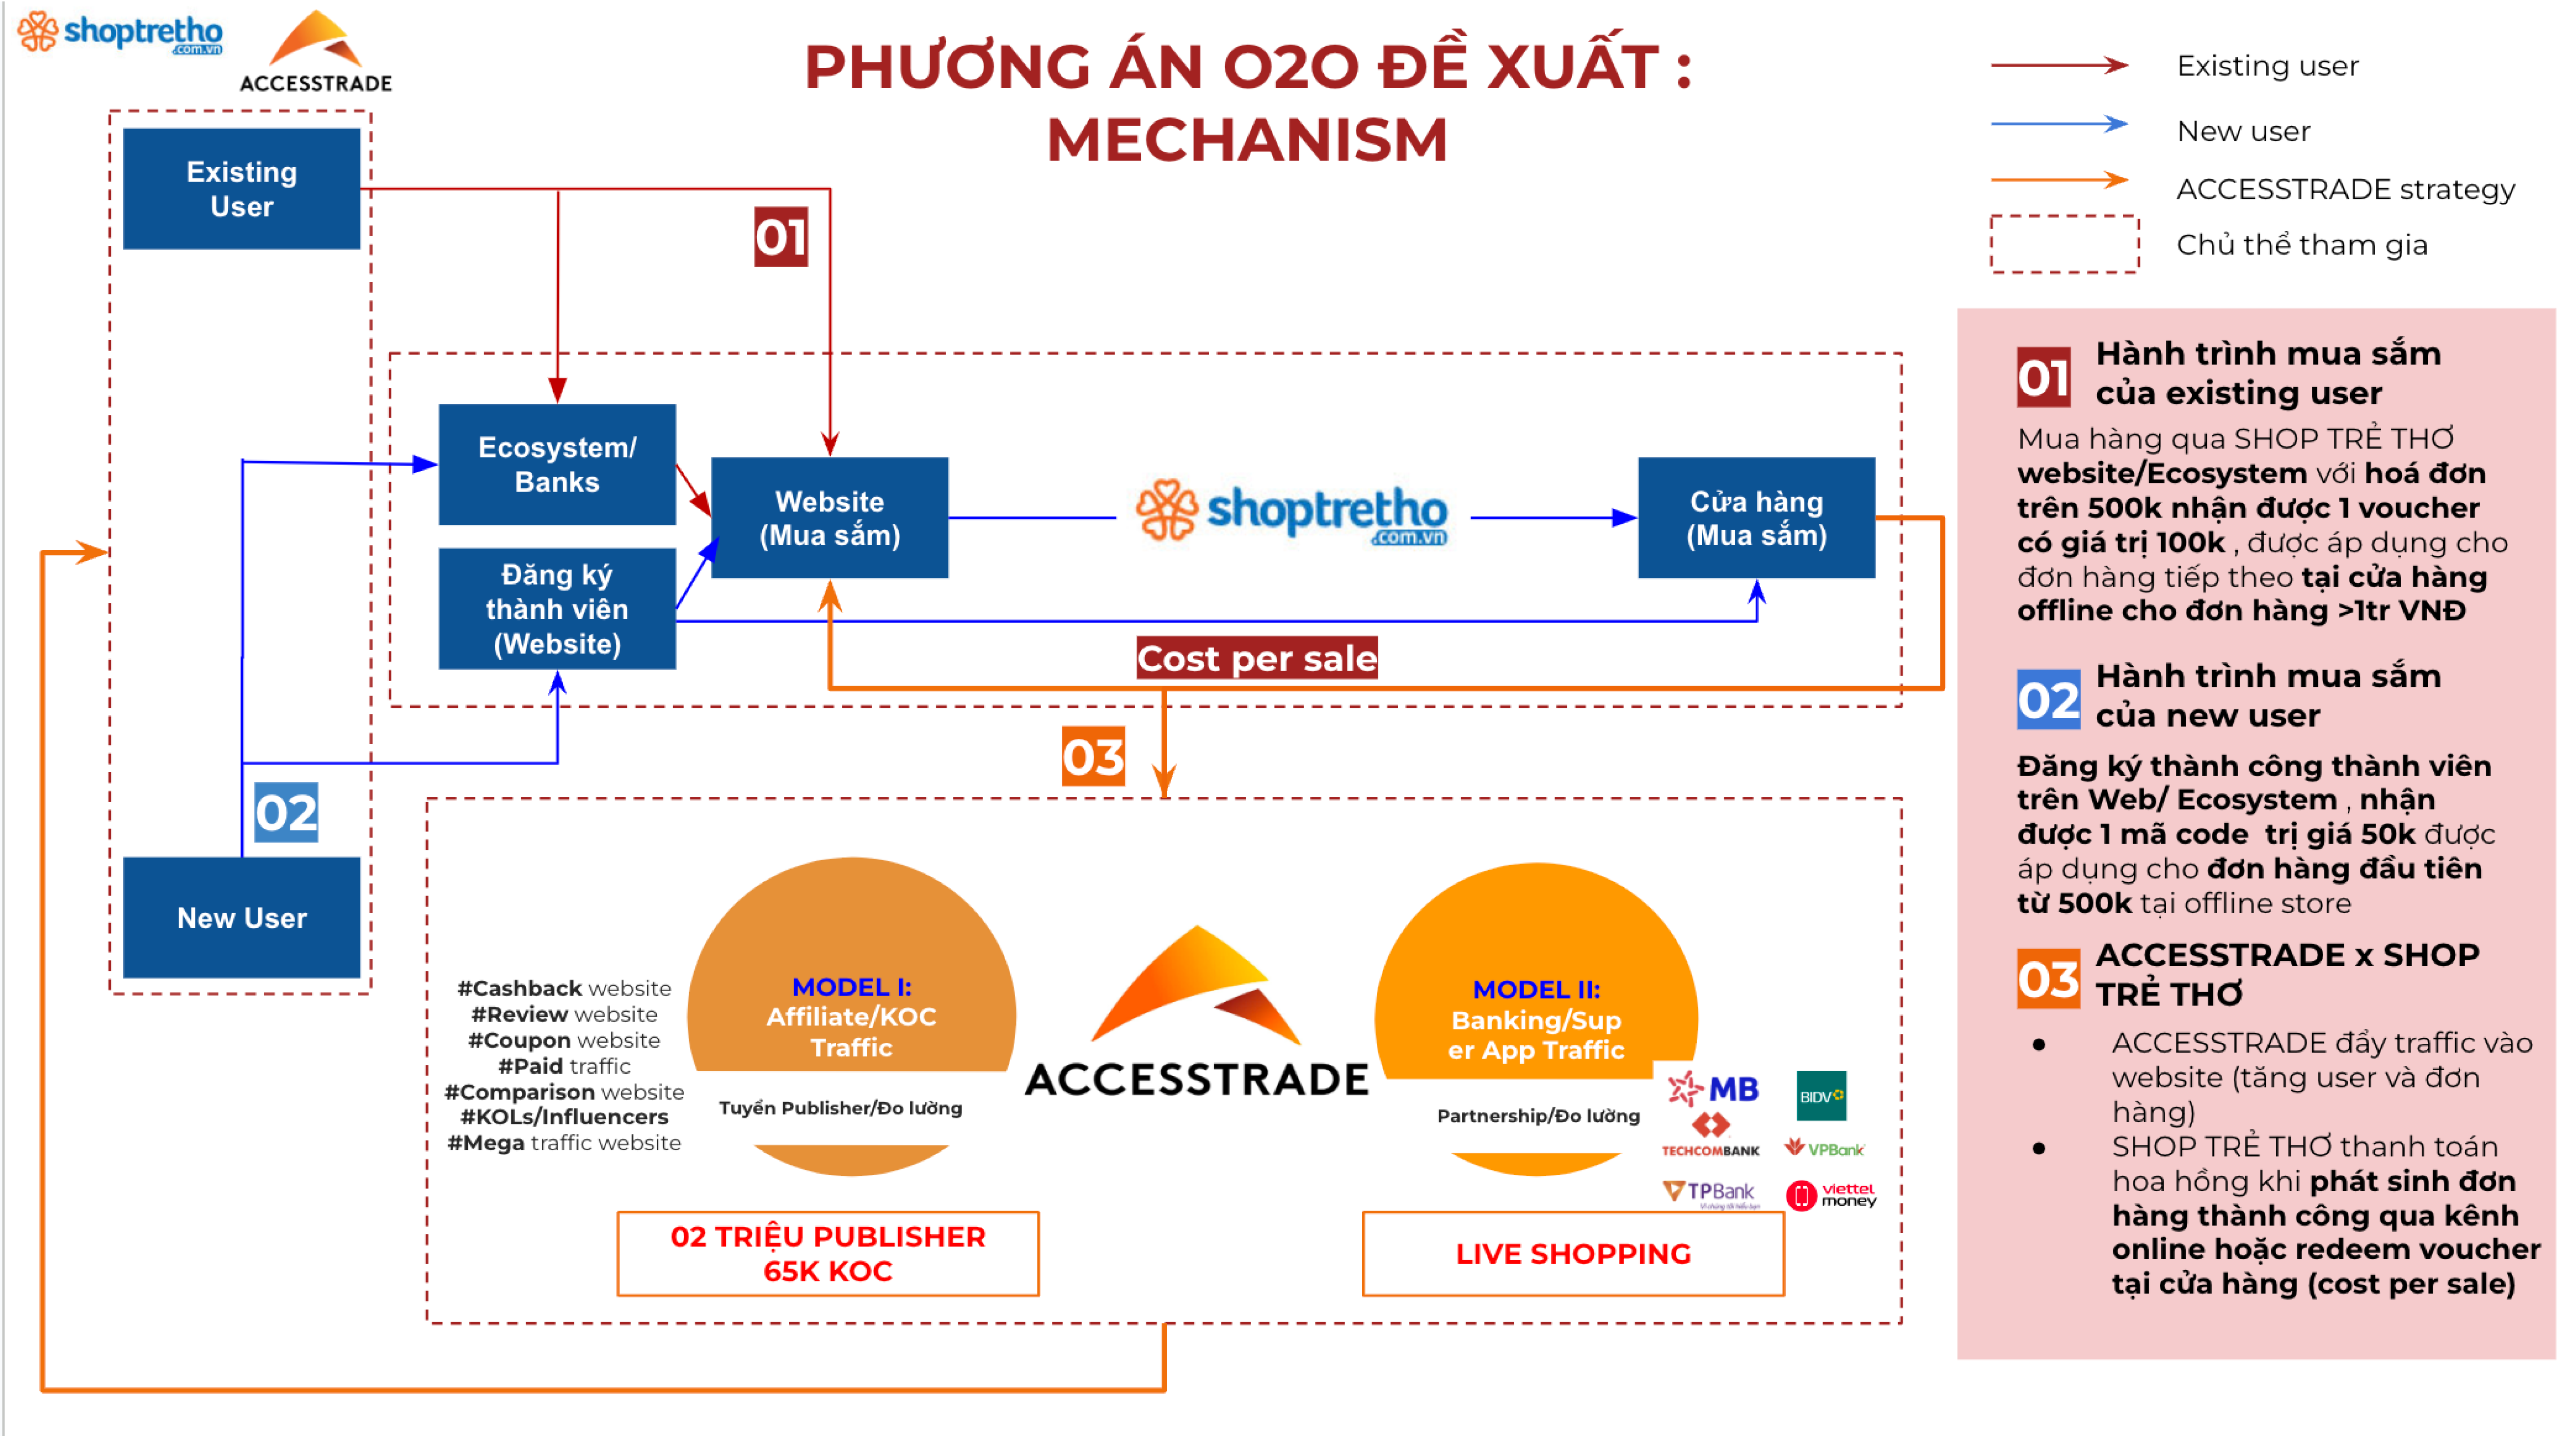 shoptretho
.com.vn
ACCESSTRADE
PHƯƠNG ÁN O2O ĐỀ XUẤT :
MECHANISM
Existing user
New user
ACCESSTRADE strategy
Chủ thể tham gia
Existing
User
01
Ecosystem/
Banks
Đăng ký
thành viên
(Website)
Website
(Mua sắm)
shoptretho
.com.vn
Cửa hàng
(Mua sắm)
Cost per sale
03
02
New User
#Cashback website
#Review website
#Coupon website
#Paid traffic
#Comparison website
#KOLs/Influencers
#Mega traffic website
MODEL I:
Affiliate/KOC
Traffic
Tuyển Publisher/Đo lường
02 TRIỆU PUBLISHER
65K KOC
ACCESSTRADE
MODEL II:
Banking/Sup
er App Traffic
Partnership/Đo lường
MB
BIDV
TECHCOMBANK
VPBank
TPBank
Vì chúng tôi hiểu bạn
viettel
money
LIVE SHOPPING
01
Hành trình mua sắm
của existing user
Mua hàng qua SHOP TRẺ THƠ
website/Ecosystem với hoá đơn
trên 500k nhận được 1 voucher
có giá trị 100k , được áp dụng cho
đơn hàng tiếp theo tại cửa hàng
offline cho đơn hàng >1tr VNĐ
02
Hành trình mua sắm
của new user
Đăng ký thành công thành viên
trên Web/ Ecosystem , nhận
được 1 mã code  trị giá 50k được
áp dụng cho đơn hàng đầu tiên
từ 500k tại offline store
03
ACCESSTRADE x SHOP
TRẺ THƠ
● ACCESSTRADE đẩy traffic vào
website (tăng user và đơn
hàng)
● SHOP TRẺ THƠ thanh toán
hoa hồng khi phát sinh đơn
hàng thành công qua kênh
online hoặc redeem voucher
tại cửa hàng (cost per sale)